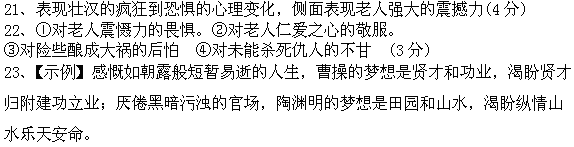 21、表现壮汉的疯狂到恐惧的心理变化，侧面表现老人强大的震撼力(4 分)
22、①对老人震慑力的畏惧。②对老人仁爱之心的敬服。
③对险些酿成大祸的后怕　④对未能杀死仇人的不甘　(3 分)
23、【示例】感慨如朝露般短暂易逝的人生，曹操的梦想是贤才和功业，渴盼贤才
归附建功立业；厌倦黑暗污浊的官场，陶渊明的梦想是田园和山水，渴盼纵情山
水乐天安命。